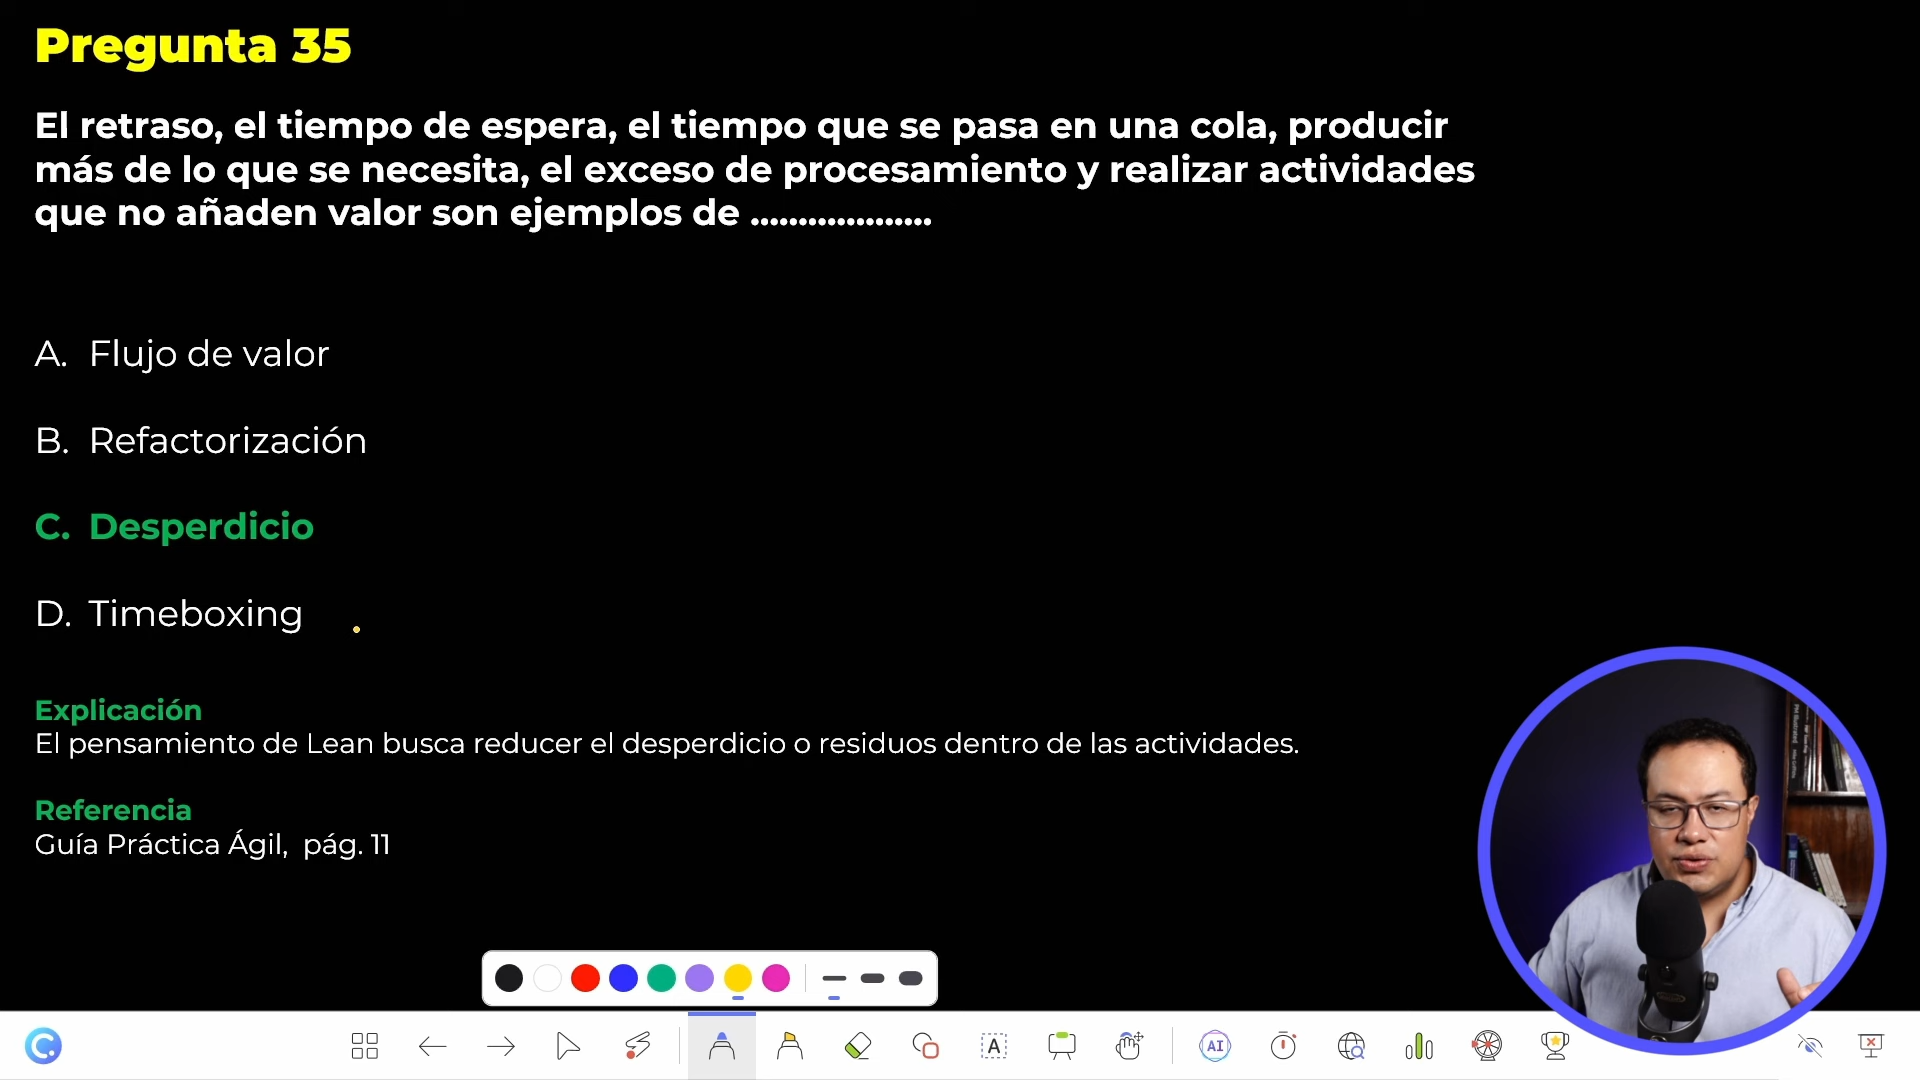 Pregunta 35
El retraso, el tiempo de espera, el tiempo que se pasa en una cola, producir
más de lo que se necesita, el exceso de procesamiento y realizar actividades
que no añaden valor son ejemplos de ...................
A. Flujo de valor
B. Refactorización
C. Desperdicio
D. Timeboxing
Explicación
El pensamiento de Lean busca reducer el desperdicio o residuos dentro de las actividades.
Referencia
Guía Práctica Ágil, pág. 11
A
AI